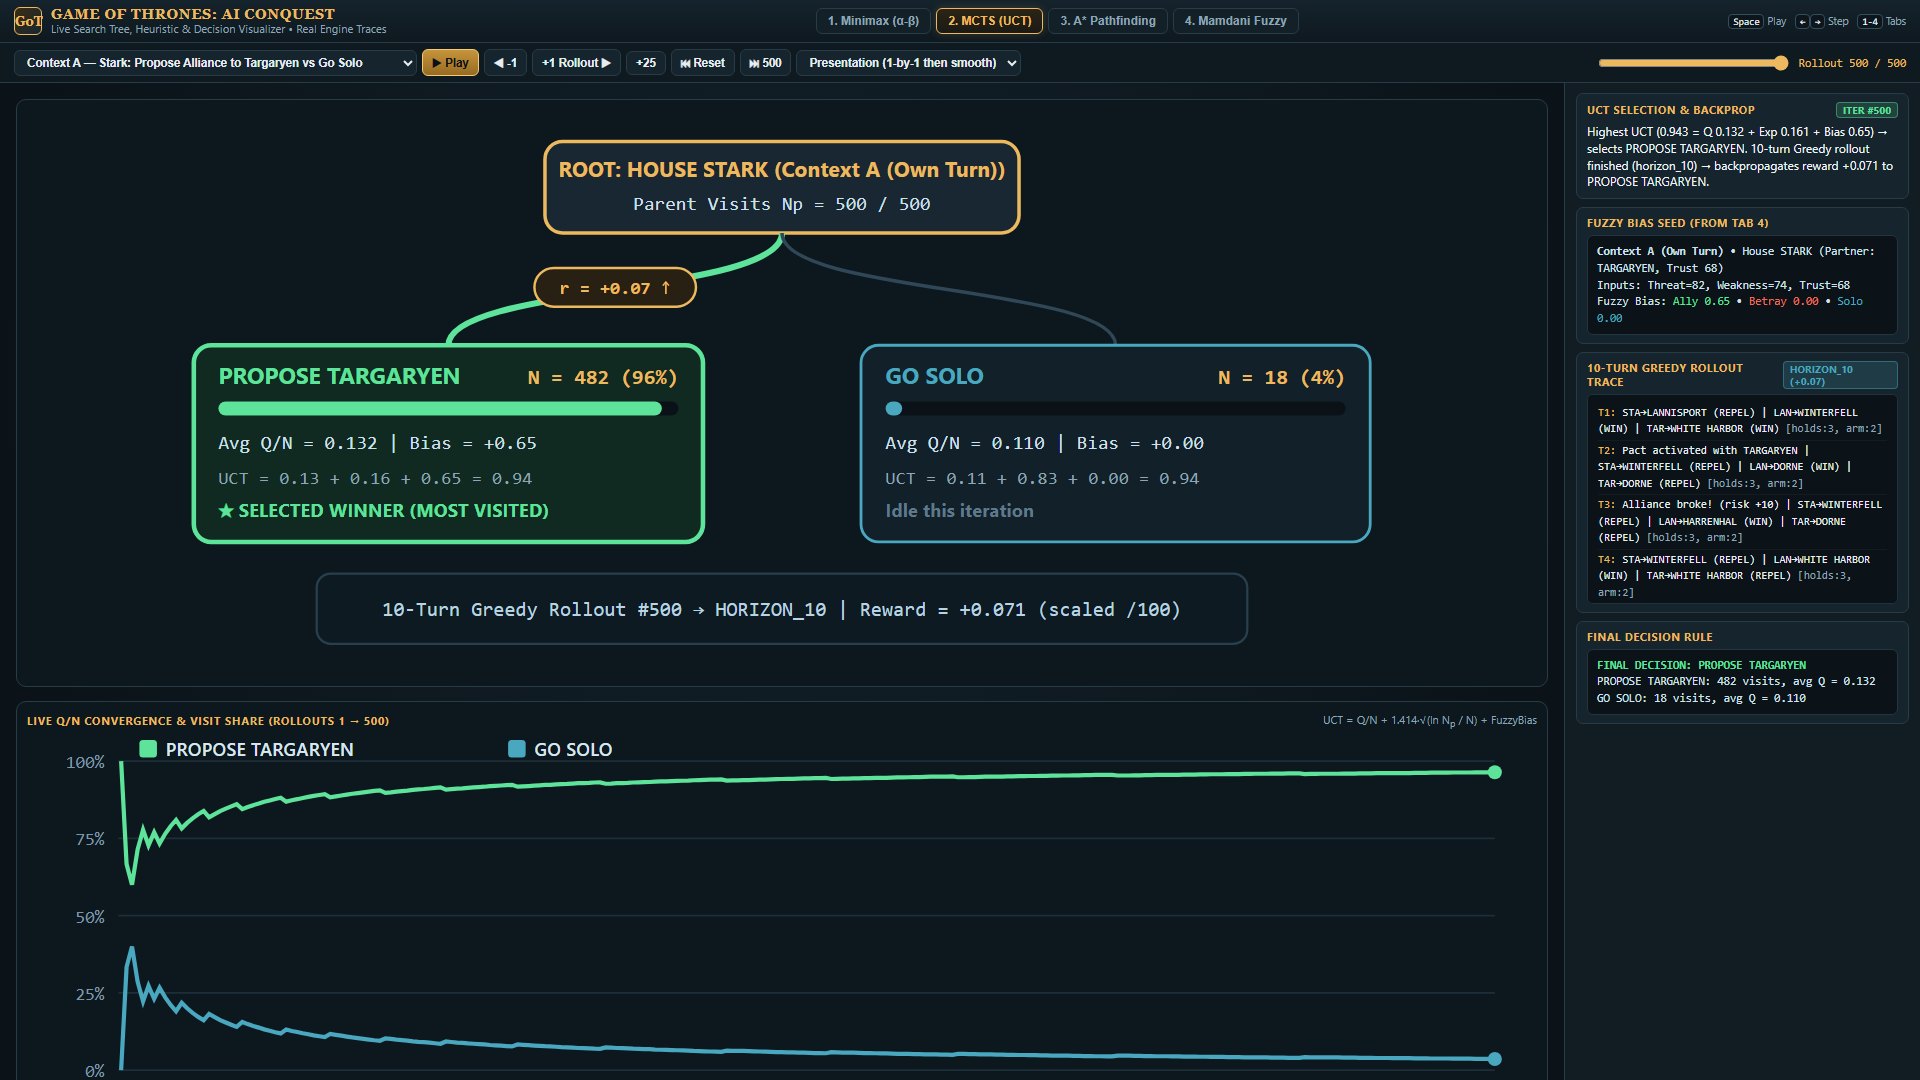 GoT
GAME OF THRONES: AI CONQUEST
Live Search Tree, Heuristic & Decision Visualizer • Real Engine Traces
1. Minimax (α-β)
2. MCTS (UCT)
3. A* Pathfinding
4. Mamdani Fuzzy
Space Play ← → Step 1-4 Tabs
Context A — Stark: Propose Alliance to Targaryen vs Go Solo
▶ Play
◀ -1
+1 Rollout ▶
+25
⏮ Reset
⏭ 500
Presentation (1-by-1 then smooth)
Rollout 500 / 500
ROOT: HOUSE STARK (Context A (Own Turn))
Parent Visits Np = 500 / 500
r = +0.07 ↑
PROPOSE TARGARYEN N = 482 (96%)
Avg Q/N = 0.132 | Bias = +0.65
UCT = 0.13 + 0.16 + 0.65 = 0.94
★ SELECTED WINNER (MOST VISITED)
GO SOLO N = 18 (4%)
Avg Q/N = 0.110 | Bias = +0.00
UCT = 0.11 + 0.83 + 0.00 = 0.94
Idle this iteration
10-Turn Greedy Rollout #500 → HORIZON_10 | Reward = +0.071 (scaled /100)
LIVE Q/N CONVERGENCE & VISIT SHARE (ROLLOUTS 1 → 500)
UCT = Q/N + 1.414·√(ln Np / N) + FuzzyBias
PROPOSE TARGARYEN
GO SOLO
100%
75%
50%
25%
0%
UCT SELECTION & BACKPROP
ITER #500
Highest UCT (0.943 = Q 0.132 + Exp 0.161 + Bias 0.65) →
selects PROPOSE TARGARYEN. 10-turn Greedy rollout
finished (horizon_10) → backpropagates reward +0.071 to
PROPOSE TARGARYEN.
FUZZY BIAS SEED (FROM TAB 4)
Context A (Own Turn) • House STARK (Partner:
TARGARYEN, Trust 68)
Inputs: Threat=82, Weakness=74, Trust=68
Fuzzy Bias: Ally 0.65 • Betray 0.00 • Solo
0.00
10-TURN GREEDY ROLLOUT
TRACE
HORIZON_10
(+0.07)
T1: STA→LANNISPORT (REPEL) | LAN→WINTERFELL
(WIN) | TAR→WHITE HARBOR (WIN) [holds:3, arm:2]
T2: Pact activated with TARGARYEN |
STA→WINTERFELL (REPEL) | LAN→DORNE (WIN) |
TAR→DORNE (REPEL) [holds:3, arm:2]
T3: Alliance broke! (risk +10) | STA→WINTERFELL
(REPEL) | LAN→HARRENHAL (WIN) | TAR→DORNE
(REPEL) [holds:3, arm:2]
T4: STA→WINTERFELL (REPEL) | LAN→WHITE HARBOR
(WIN) | TAR→WHITE HARBOR (REPEL) [holds:3,
arm:2]
FINAL DECISION RULE
FINAL DECISION: PROPOSE TARGARYEN
PROPOSE TARGARYEN: 482 visits, avg Q = 0.132
GO SOLO: 18 visits, avg Q = 0.110